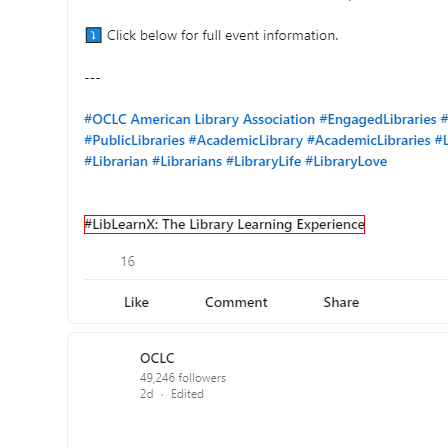 ⤵ Click below for full event information.
---
#OCLC American Library Association #EngagedLibraries #
#PublicLibraries #AcademicLibrary #AcademicLibraries #L
#Librarian #Librarians #LibraryLife #LibraryLove
#LibLearnX: The Library Learning Experience
16
Like Comment Share
OCLC
49,246 followers
2d · Edited